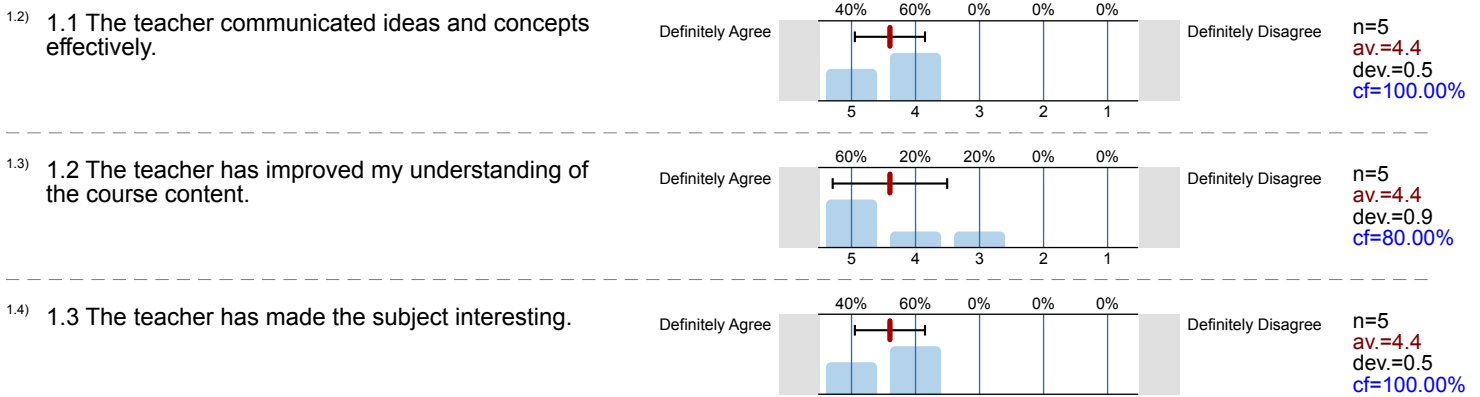 1.2) 1.1 The teacher communicated ideas and concepts
effectively.
40% 60% 0% 0% 0%
Definitely Agree
Definitely Disagree
5 4 3 2 1
n=5
av.=4.4
dev.=0.5
cf=100.00%
1.3) 1.2 The teacher has improved my understanding of
the course content.
60% 20% 20% 0% 0%
Definitely Agree
Definitely Disagree
5 4 3 2 1
n=5
av.=4.4
dev.=0.9
cf=80.00%
1.4) 1.3 The teacher has made the subject interesting.
40% 60% 0% 0% 0%
Definitely Agree
Definitely Disagree
n=5
av.=4.4
dev.=0.5
cf=100.00%